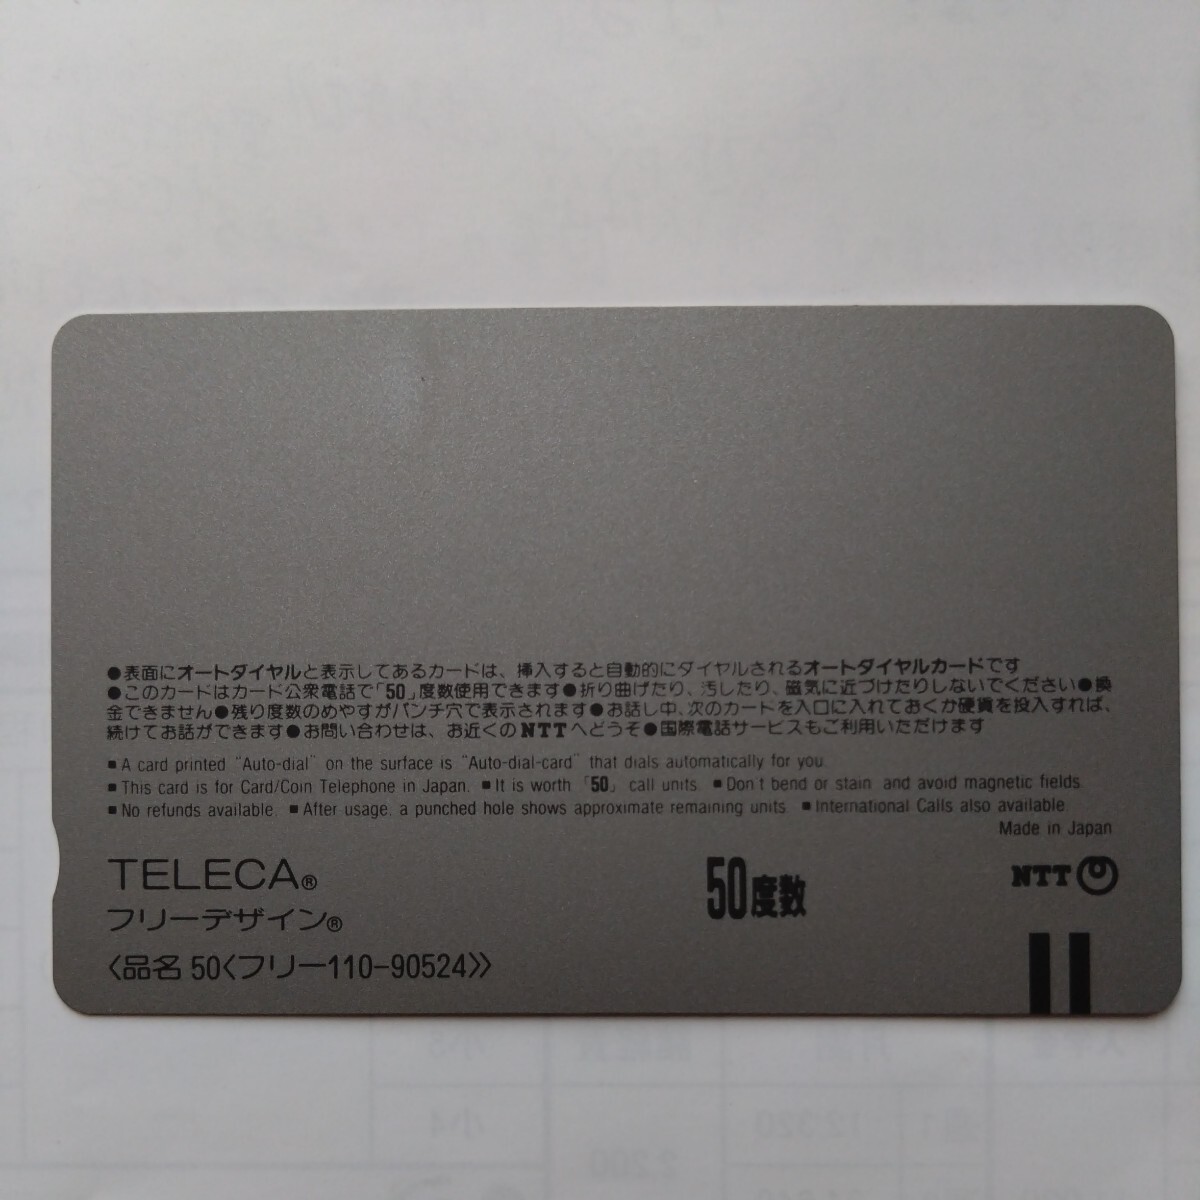 ●表面にオートダイヤルと表示してあるカードは、挿入すると自動的にダイヤルされるオートダイヤルカードです
●このカードはカード公衆電話で「50」度数使用できます●折り曲げたり、汚したり、磁気に近づけたりしないでください●換
金できません●残り度数のめやすがパンチ穴で表示されます●お話し中、次のカードを入口に入れておくか硬貨を投入すれば、
続けてお話ができます●お問い合わせは、お近くのNTTへどうぞ●国際電話サービスもご利用いただけます
■A card printed "Auto-dial" on the surface is "Auto-dial-card" that dials automatically for you.
■This card is for Card/Coin Telephone in Japan. ■It is worth 「50」 call units. ■Don't bend or stain and avoid magnetic fields.
■No refunds available. ■After usage, a punched hole shows approximate remaining units. ■International Calls also available.
Made in Japan
TELECA®
フリーデザイン®
〈品名 50〈フリー110-90524〉〉
50度数
NTT